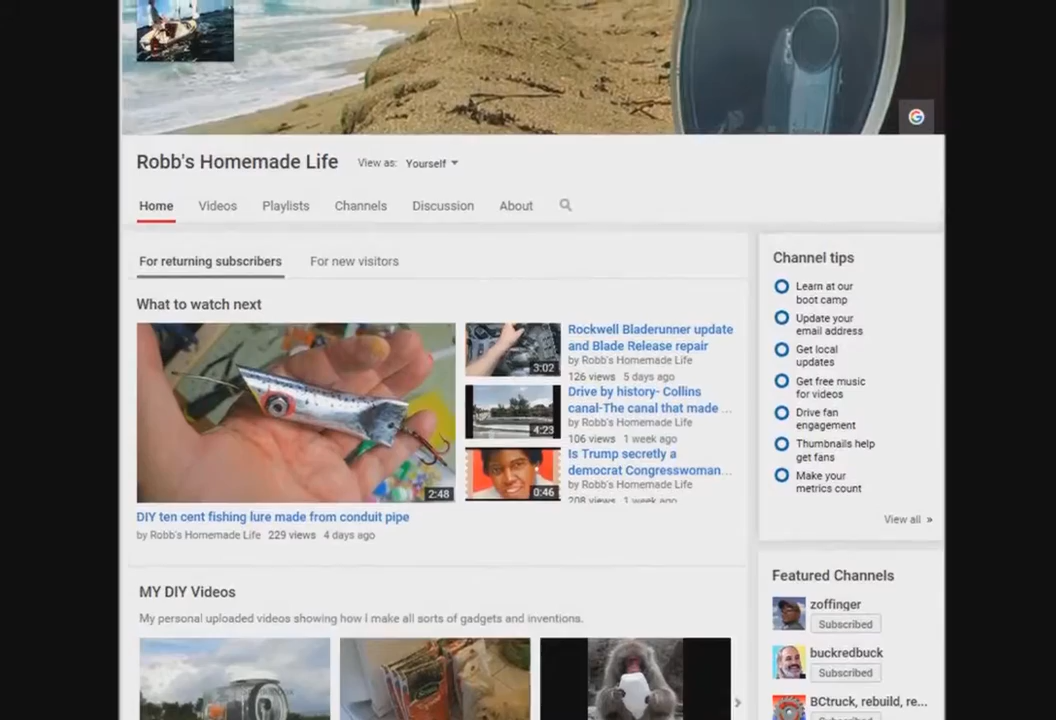 Robb's Homemade Life View as: Yourself
Home Videos Playlists Channels Discussion About
For returning subscribers For new visitors
What to watch next
2:48
DIY ten cent fishing lure made from conduit pipe
by Robb's Homemade Life 229 views 4 days ago
3:02
Rockwell Bladerunner update
and Blade Release repair
by Robb's Homemade Life
126 views 5 days ago
4:23
Drive by history- Collins
canal-The canal that made ...
by Robb's Homemade Life
106 views 1 week ago
0:46
Is Trump secretly a
democrat Congresswoman...
by Robb's Homemade Life
208 views 1 week ago
MY DIY Videos
My personal uploaded videos showing how I make all sorts of gadgets and inventions.
Channel tips
Learn at our
boot camp
Update your
email address
Get local
updates
Get free music
for videos
Drive fan
engagement
Thumbnails help
get fans
Make your
metrics count
View all »
Featured Channels
zoffinger
Subscribed
buckredbuck
Subscribed
BCtruck, rebuild, re...
Subscribed